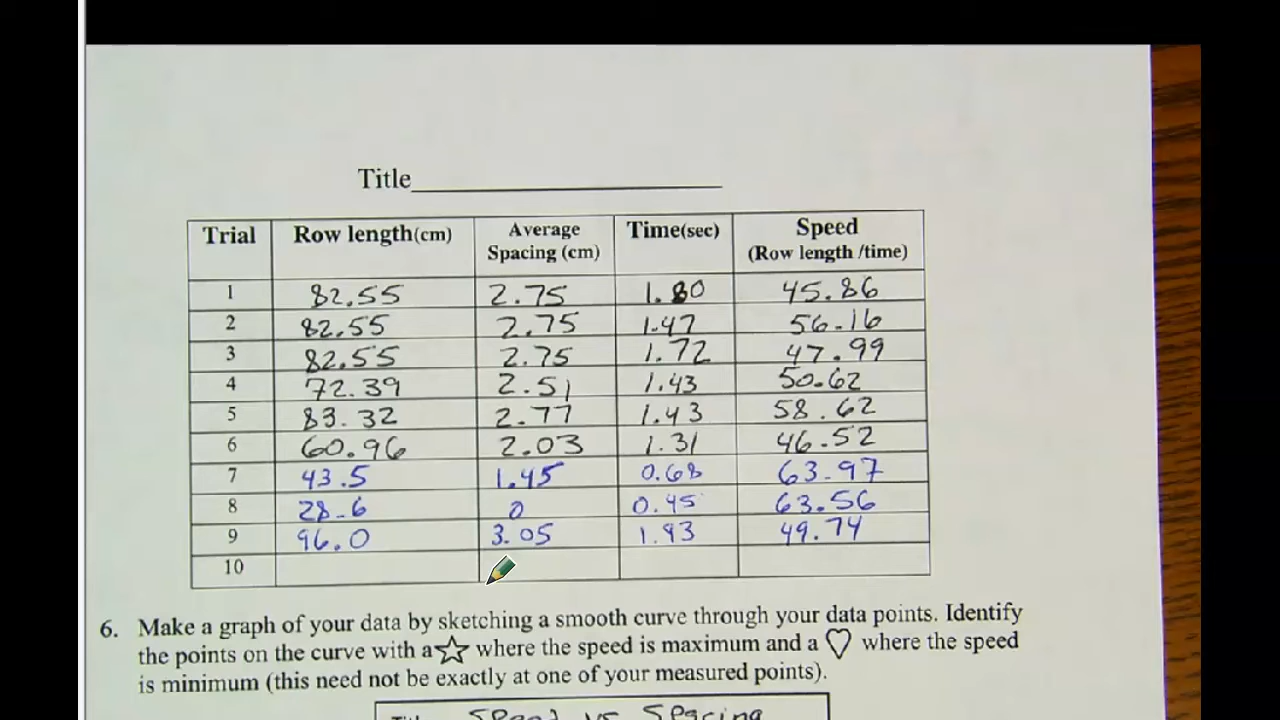 Title
Trial Row length(cm) Average Spacing (cm) Time(sec) Speed (Row length /time)
1 82.55 2.75 1.80 45.86
2 82.55 2.75 1.47 56.16
3 82.55 2.75 1.72 47.99
4 72.39 2.51 1.43 50.62
5 83.32 2.77 1.43 58.62
6 60.96 2.03 1.31 46.52
7 43.5 1.45 0.68 63.97
8 28.6 0 0.45 63.56
9 96.0 3.05 1.93 49.74
10
6. Make a graph of your data by sketching a smooth curve through your data points. Identify
the points on the curve with a ☆ where the speed is maximum and a ♡ where the speed
is minimum (this need not be exactly at one of your measured points).
Speed vs Spacing